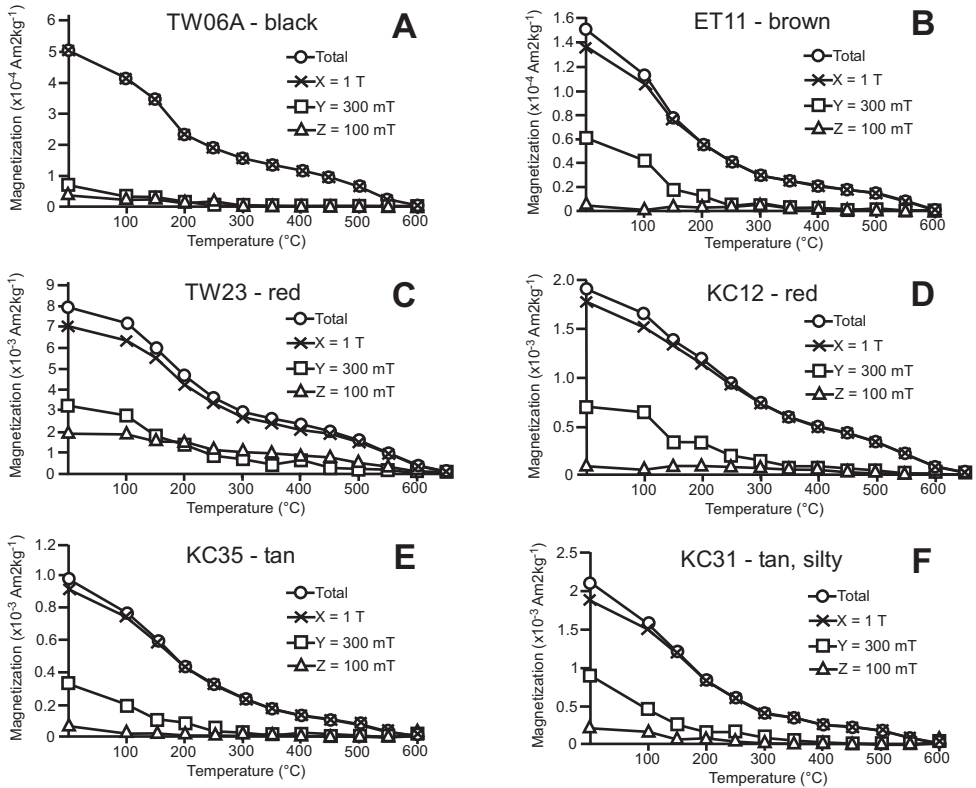 TW06A - black
A
Magnetization (x10⁻⁴ Am2kg⁻¹)
6
5
4
3
2
1
0
Total
X = 1 T
Y = 300 mT
Z = 100 mT
100 200 300 400 500 600
Temperature (°C)
ET11 - brown
B
Magnetization (x10⁻⁴ Am2kg⁻¹)
1.6
1.4
1.2
1.0
0.8
0.6
0.4
0.2
0
Total
X = 1 T
Y = 300 mT
Z = 100 mT
100 200 300 400 500 600
Temperature (°C)
TW23 - red
C
Magnetization (x10⁻³ Am2kg⁻¹)
9
8
7
6
5
4
3
2
1
0
Total
X = 1 T
Y = 300 mT
Z = 100 mT
100 200 300 400 500 600
Temperature (°C)
KC12 - red
D
Magnetization (x10⁻³ Am2kg⁻¹)
2.0
1.5
1.0
0.5
0
Total
X = 1 T
Y = 300 mT
Z = 100 mT
100 200 300 400 500 600
Temperature (°C)
KC35 - tan
E
Magnetization (x10⁻³ Am2kg⁻¹)
1.2
1.0
0.8
0.6
0.4
0.2
0
Total
X = 1 T
Y = 300 mT
Z = 100 mT
100 200 300 400 500 600
Temperature (°C)
KC31 - tan, silty
F
Magnetization (x10⁻³ Am2kg⁻¹)
2.5
2
1.5
1
0.5
0
Total
X = 1 T
Y = 300 mT
Z = 100 mT
100 200 300 400 500 600
Temperature (°C)